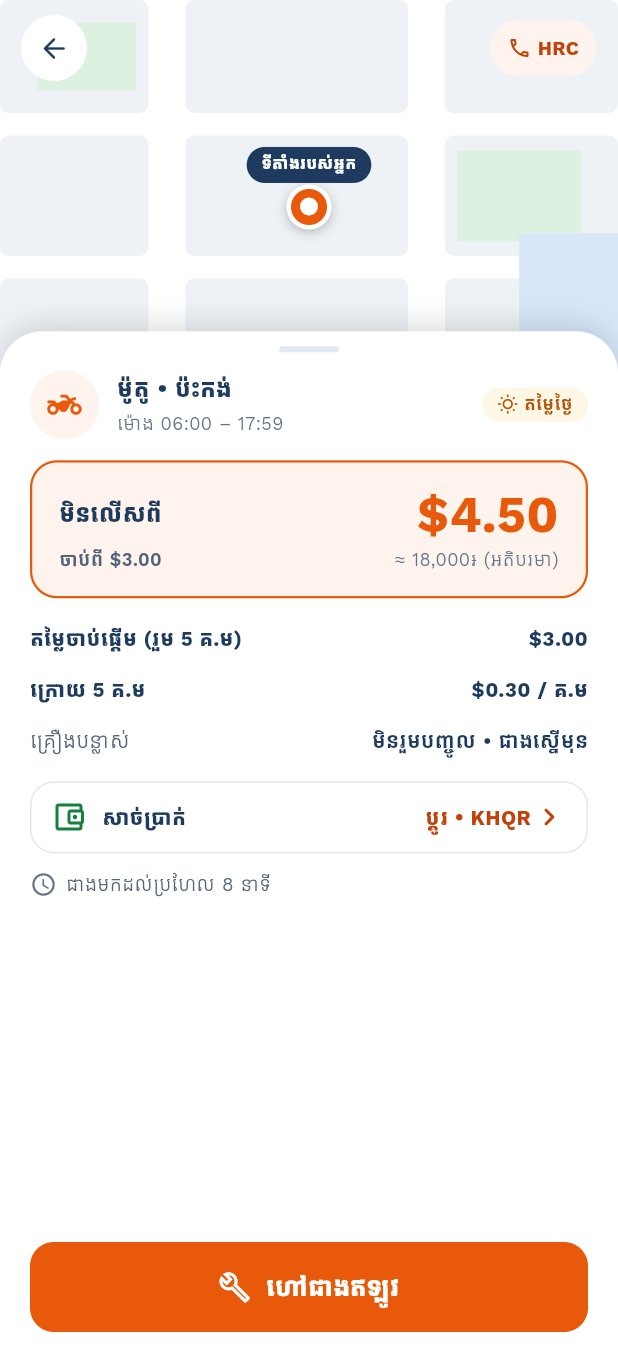 HRC
ទីតាំងរបស់អ្នក
ម៉ូតូ • ប៉ះកង់
ម៉ោង 06:00 – 17:59
តម្លៃថ្ងៃ
មិនលើសពី
$4.50
ចាប់ពី $3.00
≈ 18,000៛ (អតិបរមា)
តម្លៃចាប់ផ្តើម (រួម 5 គ.ម)
$3.00
ក្រោយ 5 គ.ម
$0.30 / គ.ម
គ្រឿងបន្លាស់
មិនរួមបញ្ចូល • ជាងស្នើមុន
សាច់ប្រាក់
ប្តូរ • KHQR
ជាងមកដល់ប្រហែល 8 នាទី
ហៅជាងឥឡូវ